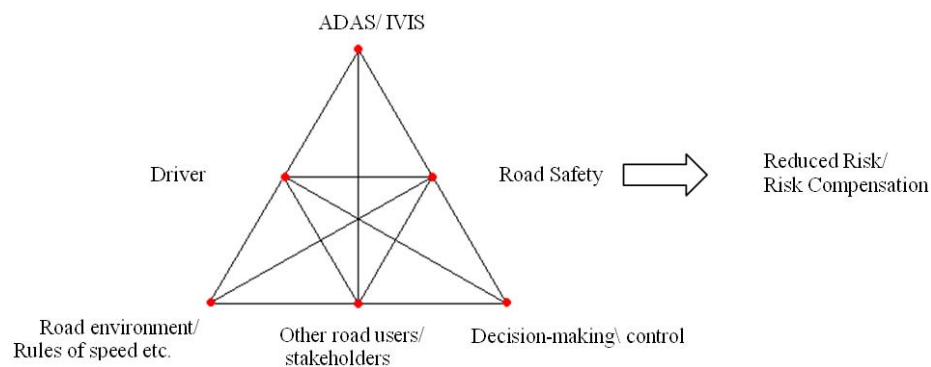 ADAS/ IVIS
Driver
Road Safety
Reduced Risk/
Risk Compensation
Road environment/
Rules of speed etc.
Other road users/
stakeholders
Decision-making\ control